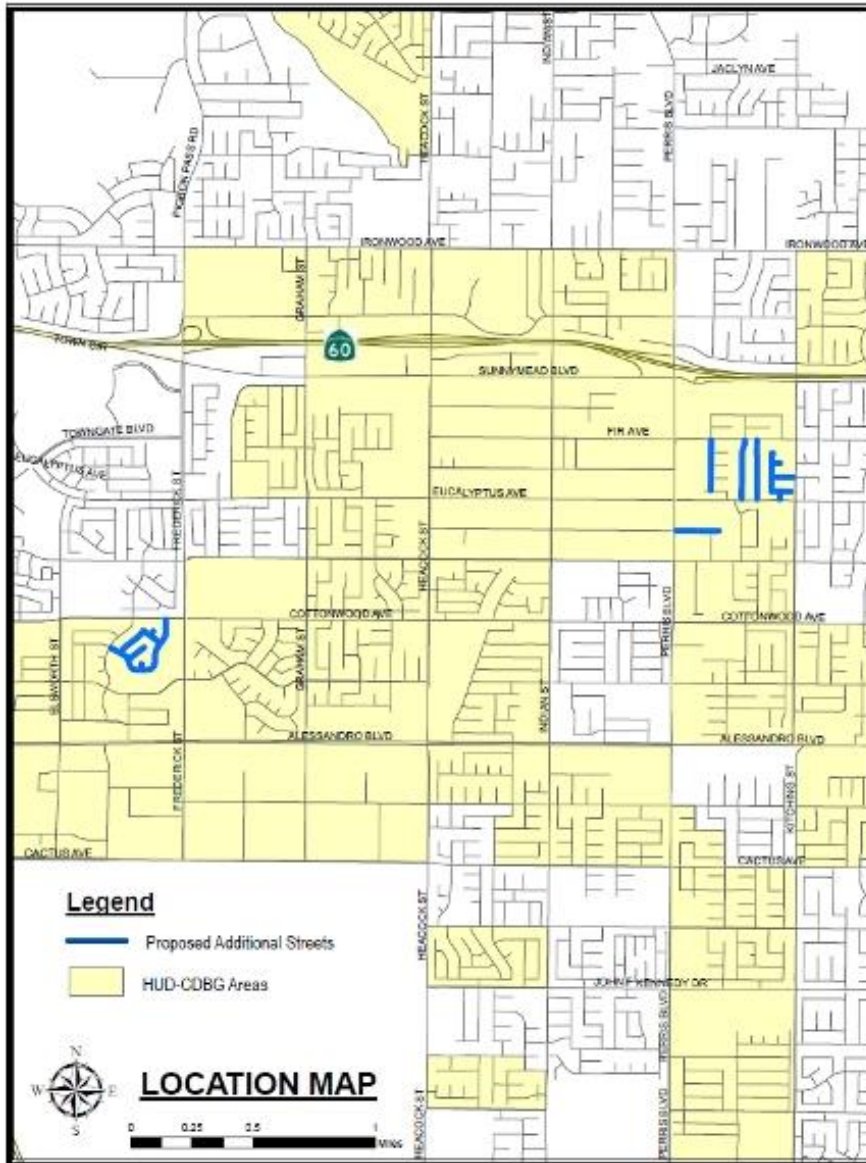 INDIAN ST
JACLYN AVE
HEACOCK ST
PERRIS BLVD
PIGEON PASS RD
IRONWOOD AVE
IRONWOOD AVE
GRAHAM ST
TOWN CIR
60
SUNNYMEAD BLVD
TOWNGATE BLVD
FIR AVE
EUCALYPTUS AVE
EUCALYPTUS AVE
FREDERICK ST
HEACOCK ST
COTTONWOOD AVE
PERRIS BLVD
COTTONWOOD AVE
ELSWORTH ST
GRAHAM ST
INDIAN ST
ALESSANDRO BLVD
ALESSANDRO BLVD
FREDERICK ST
KITCHING ST
CACTUS AVE
CACTUS AVE
Legend
Proposed Additional Streets
HUD-CDBG Areas
HEACOCK ST
JOHN F KENNEDY DR
PERRIS BLVD
N
W E
S
LOCATION MAP
HEACOCK ST
PERRIS BLVD
0 0.25 0.5 1
Miles